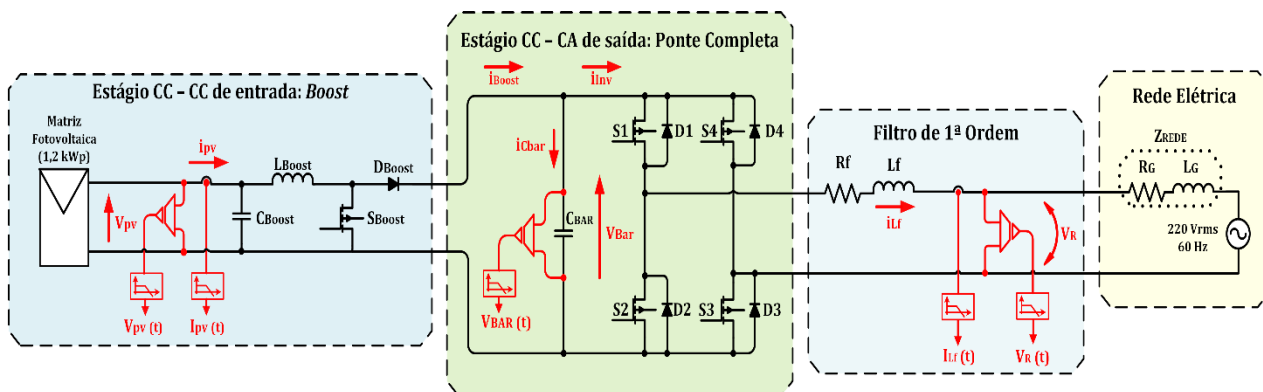 Estágio CC – CC de entrada: Boost
Matriz
Fotovoltaica
(1,2 kWp)
ipv
LBoost
DBoost
Vpv
CBoost
SBoost
Vpv (t)
Ipv (t)
Estágio CC – CA de saída: Ponte Completa
iBoost
iInv
S1
D1
S4
D4
iCbar
CBAR
VBar
S2
D2
S3
D3
VBAR (t)
Filtro de 1ª Ordem
Rf
Lf
iLf
VR
ILf (t)
VR (t)
Rede Elétrica
ZREDE
RG
LG
220 Vrms
60 Hz